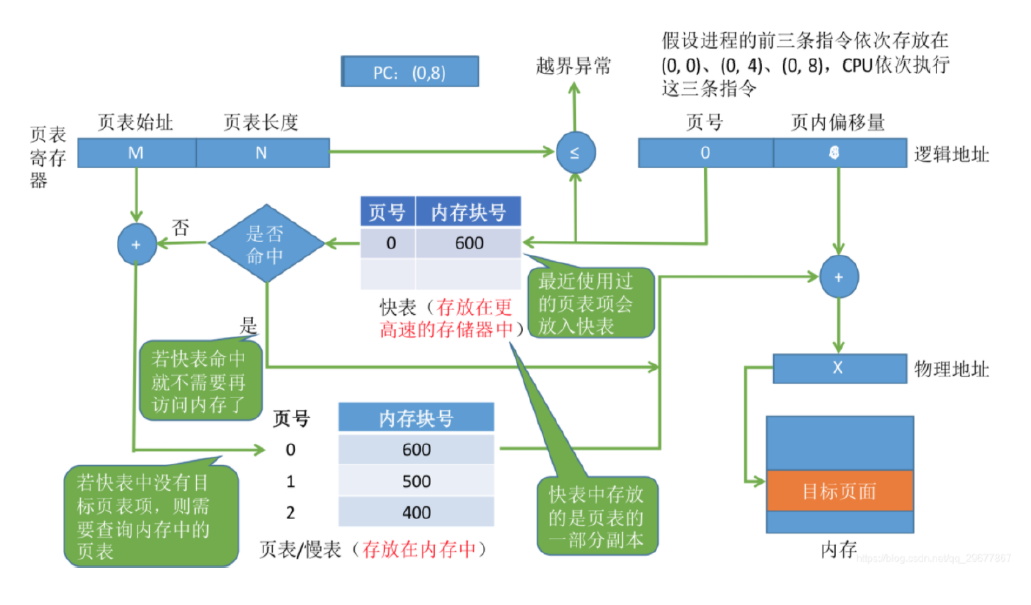 假设进程的前三条指令依次存放在
(0, 0)、(0, 4)、(0, 8)，CPU依次执行
这三条指令
PC：(0,8)
越界异常
页表始址
页表长度
页号
页内偏移量
页表
寄存
器
M
N
≤
0
逻辑地址
页号
内存块号
0
600
是否
命中
否
+
+
最近使用过
的页表项会
放入快表
快表（存放在更
高速的存储器中）
是
若快表命中
就不需要再
访问内存了
X
物理地址
页号
内存块号
0
600
1
500
2
400
目标页面
内存
若快表中没有目
标页表项，则需
要查询内存中的
页表
快表中存放
的是页表的
一部分副本
页表/慢表（存放在内存中）